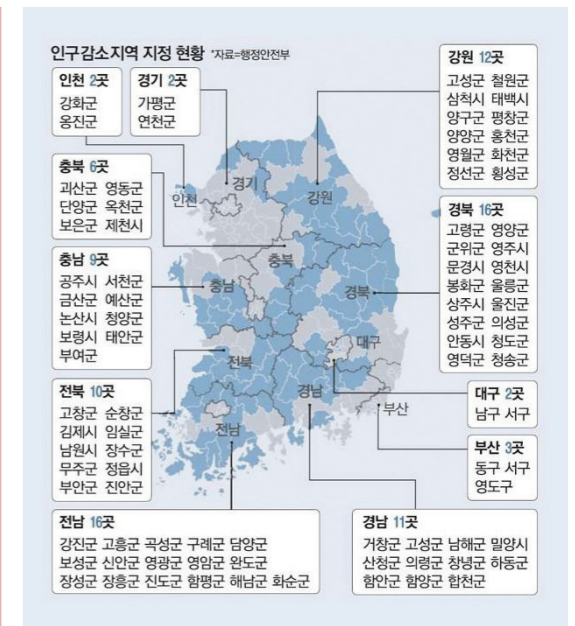 인구감소지역 지정 현황 *자료=행정안전부
인천 2곳
강화군
옹진군
경기 2곳
가평군
연천군
강원 12곳
고성군 철원군
삼척시 태백시
양구군 평창군
양양군 홍천군
영월군 화천군
정선군 횡성군
충북 6곳
괴산군 영동군
단양군 옥천군
보은군 제천시
경북 16곳
고령군 영양군
군위군 영주시
문경시 영천시
봉화군 울릉군
상주시 울진군
성주군 의성군
안동시 청도군
영덕군 청송군
충남 9곳
공주시 서천군
금산군 예산군
논산시 청양군
보령시 태안군
부여군
전북 10곳
고창군 순창군
김제시 임실군
남원시 장수군
무주군 정읍시
부안군 진안군
대구 2곳
남구 서구
부산 3곳
동구 서구
영도구
전남 16곳
강진군 고흥군 곡성군 구례군 담양군
보성군 신안군 영광군 영암군 완도군
장성군 장흥군 진도군 함평군 해남군 화순군
경남 11곳
거창군 고성군 남해군 밀양시
산청군 의령군 창녕군 하동군
함안군 함양군 합천군
경기
인천
강원
충북
충남
경북
대구
전북
경남
부산
전남